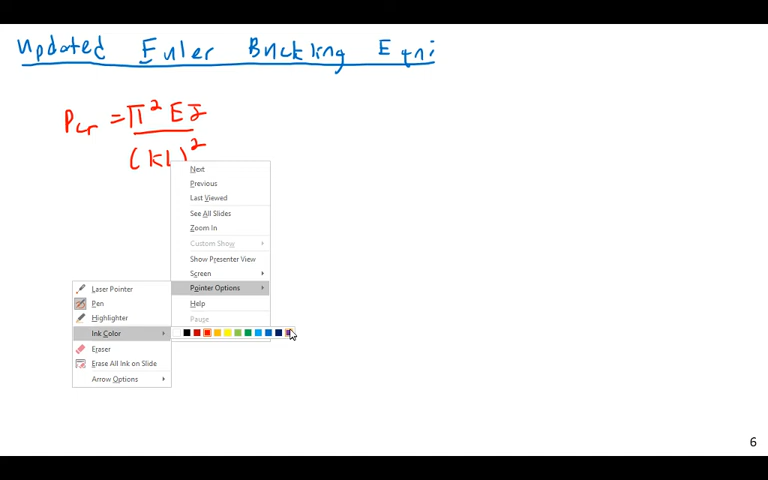 Updated Euler Buckling Eqn:
Pcr = π² EI
(KL)²
Next
Previous
Last Viewed
See All Slides
Zoom In
Custom Show
Show Presenter View
Screen
Pointer Options
Help
Pause
Laser Pointer
Pen
Highlighter
Ink Color
Eraser
Erase All Ink on Slide
Arrow Options
6